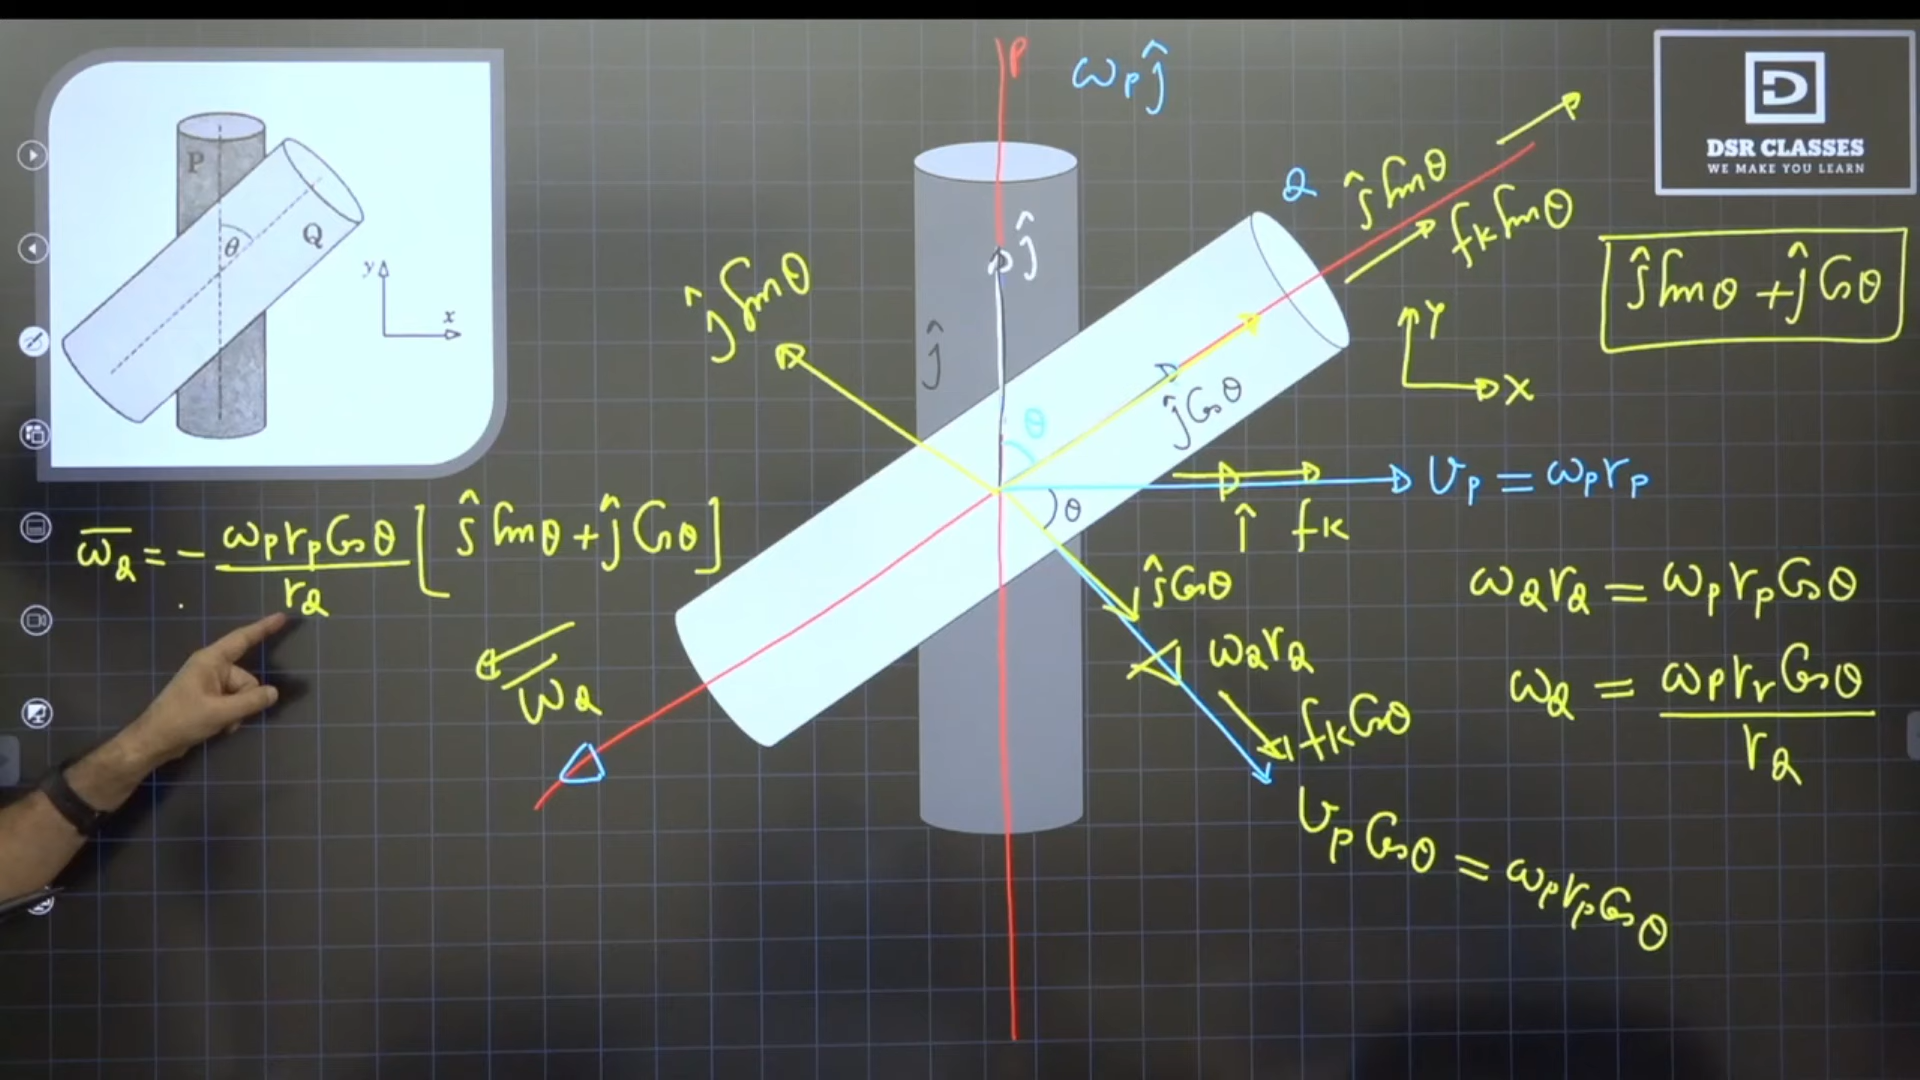 P
ω_P ĵ
DSR CLASSES
WE MAKE YOU LEARN
P
Q
θ
y
x
Q
î Sinθ
f_K Sinθ
î Sinθ + ĵ Cosθ
ĵ
ĵ Sinθ
ĵ
Y
X
θ
ĵ Cosθ
v_P = ω_P r_P
θ
î
f_K
ω_Q = - ω_P r_P Cosθ / r_Q [ î Sinθ + ĵ Cosθ ]
î Cosθ
ω_Q r_Q = ω_P r_P Cosθ
ω_Q r_Q
ω_Q
f_K Cosθ
ω_Q = ω_P r_r Cosθ / r_Q
v_P Cosθ = ω_P r_P Cosθ